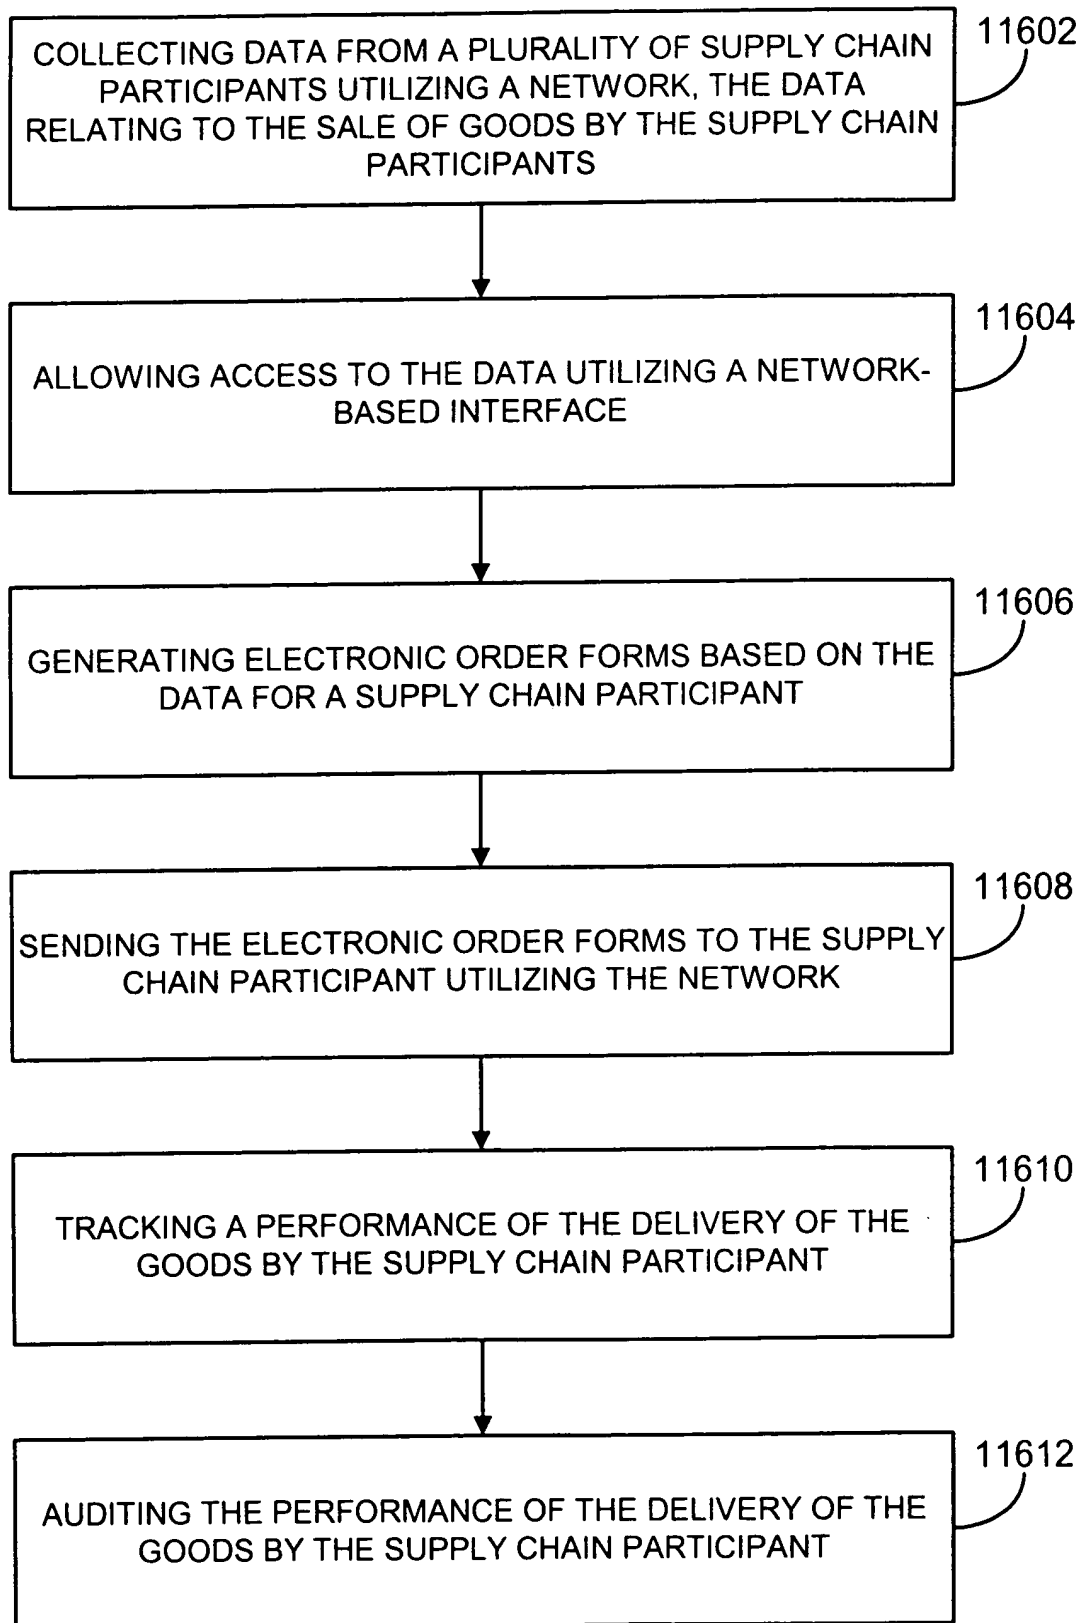 11602
COLLECTING DATA FROM A PLURALITY OF SUPPLY CHAIN
PARTICIPANTS UTILIZING A NETWORK, THE DATA
RELATING TO THE SALE OF GOODS BY THE SUPPLY CHAIN
PARTICIPANTS
11604
ALLOWING ACCESS TO THE DATA UTILIZING A NETWORK-
BASED INTERFACE
11606
GENERATING ELECTRONIC ORDER FORMS BASED ON THE
DATA FOR A SUPPLY CHAIN PARTICIPANT
11608
SENDING THE ELECTRONIC ORDER FORMS TO THE SUPPLY
CHAIN PARTICIPANT UTILIZING THE NETWORK
11610
TRACKING A PERFORMANCE OF THE DELIVERY OF THE
GOODS BY THE SUPPLY CHAIN PARTICIPANT
11612
AUDITING THE PERFORMANCE OF THE DELIVERY OF THE
GOODS BY THE SUPPLY CHAIN PARTICIPANT